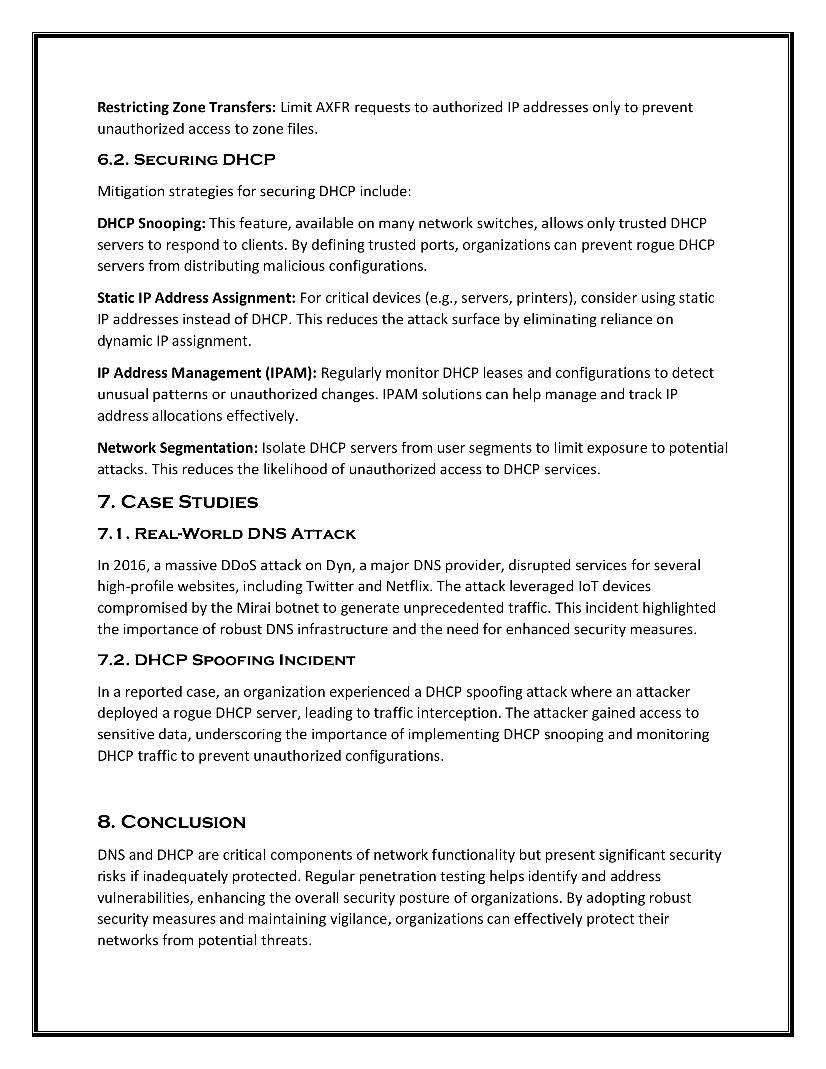 Restricting Zone Transfers: Limit AXFR requests to authorized IP addresses only to prevent
unauthorized access to zone files.
6.2. Securing DHCP
Mitigation strategies for securing DHCP include:
DHCP Snooping: This feature, available on many network switches, allows only trusted DHCP
servers to respond to clients. By defining trusted ports, organizations can prevent rogue DHCP
servers from distributing malicious configurations.
Static IP Address Assignment: For critical devices (e.g., servers, printers), consider using static
IP addresses instead of DHCP. This reduces the attack surface by eliminating reliance on
dynamic IP assignment.
IP Address Management (IPAM): Regularly monitor DHCP leases and configurations to detect
unusual patterns or unauthorized changes. IPAM solutions can help manage and track IP
address allocations effectively.
Network Segmentation: Isolate DHCP servers from user segments to limit exposure to potential
attacks. This reduces the likelihood of unauthorized access to DHCP services.
7. Case Studies
7.1. Real-World DNS Attack
In 2016, a massive DDoS attack on Dyn, a major DNS provider, disrupted services for several
high-profile websites, including Twitter and Netflix. The attack leveraged IoT devices
compromised by the Mirai botnet to generate unprecedented traffic. This incident highlighted
the importance of robust DNS infrastructure and the need for enhanced security measures.
7.2. DHCP Spoofing Incident
In a reported case, an organization experienced a DHCP spoofing attack where an attacker
deployed a rogue DHCP server, leading to traffic interception. The attacker gained access to
sensitive data, underscoring the importance of implementing DHCP snooping and monitoring
DHCP traffic to prevent unauthorized configurations.
8. Conclusion
DNS and DHCP are critical components of network functionality but present significant security
risks if inadequately protected. Regular penetration testing helps identify and address
vulnerabilities, enhancing the overall security posture of organizations. By adopting robust
security measures and maintaining vigilance, organizations can effectively protect their
networks from potential threats.